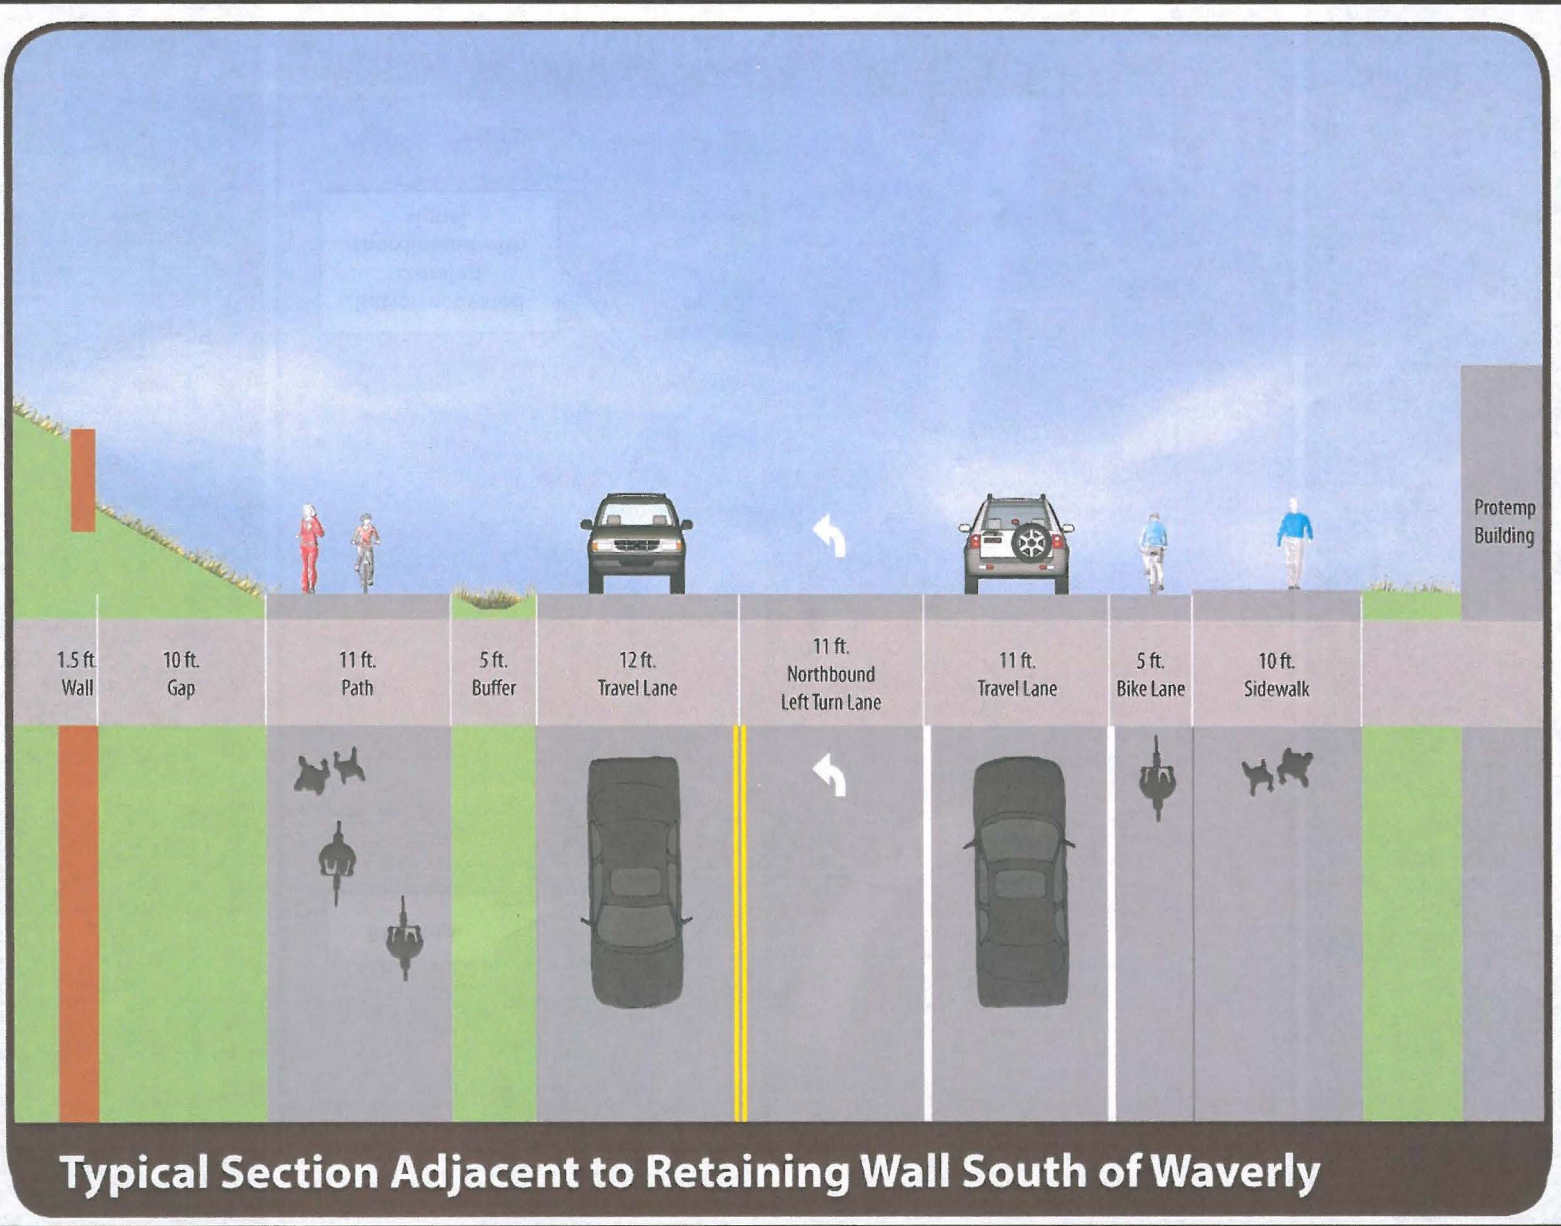 Protemp
Building
1.5 ft.
Wall
10 ft.
Gap
11 ft.
Path
5 ft.
Buffer
12 ft.
Travel Lane
11 ft.
Northbound
Left Turn Lane
11 ft.
Travel Lane
5 ft.
Bike Lane
10 ft.
Sidewalk
Typical Section Adjacent to Retaining Wall South of Waverly